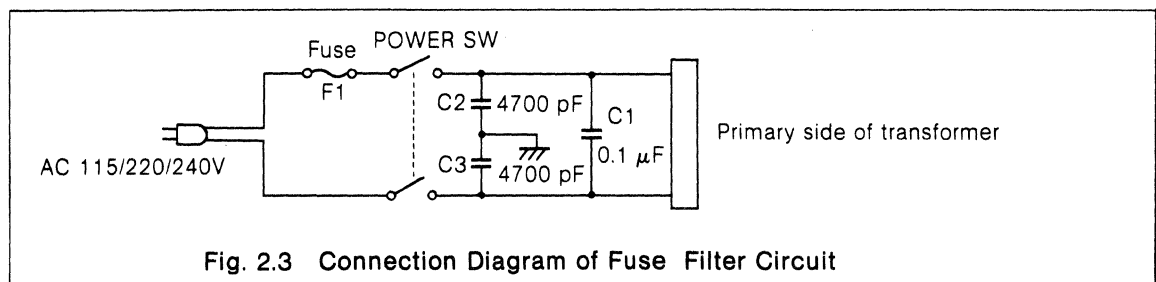 POWER SW
Fuse
F1
C2
4700 pF
C1
Primary side of transformer
AC 115/220/240V
C3
0.1 μF
4700 pF
Fig. 2.3 Connection Diagram of Fuse Filter Circuit